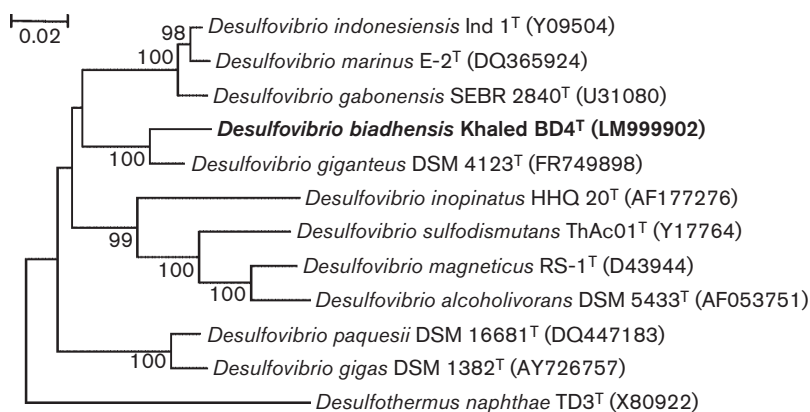 98
Desulfovibrio indonesiensis Ind 1ᵀ (Y09504)
0.02
100
Desulfovibrio marinus E-2ᵀ (DQ365924)
Desulfovibrio gabonensis SEBR 2840ᵀ (U31080)
Desulfovibrio biadhensis Khaled BD4ᵀ (LM999902)
100
Desulfovibrio giganteus DSM 4123ᵀ (FR749898)
Desulfovibrio inopinatus HHQ 20ᵀ (AF177276)
99
Desulfovibrio sulfodismutans ThAc01ᵀ (Y17764)
100
Desulfovibrio magneticus RS-1ᵀ (D43944)
100
Desulfovibrio alcoholivorans DSM 5433ᵀ (AF053751)
Desulfovibrio paquesii DSM 16681ᵀ (DQ447183)
100
Desulfovibrio gigas DSM 1382ᵀ (AY726757)
Desulfothermus naphthae TD3ᵀ (X80922)